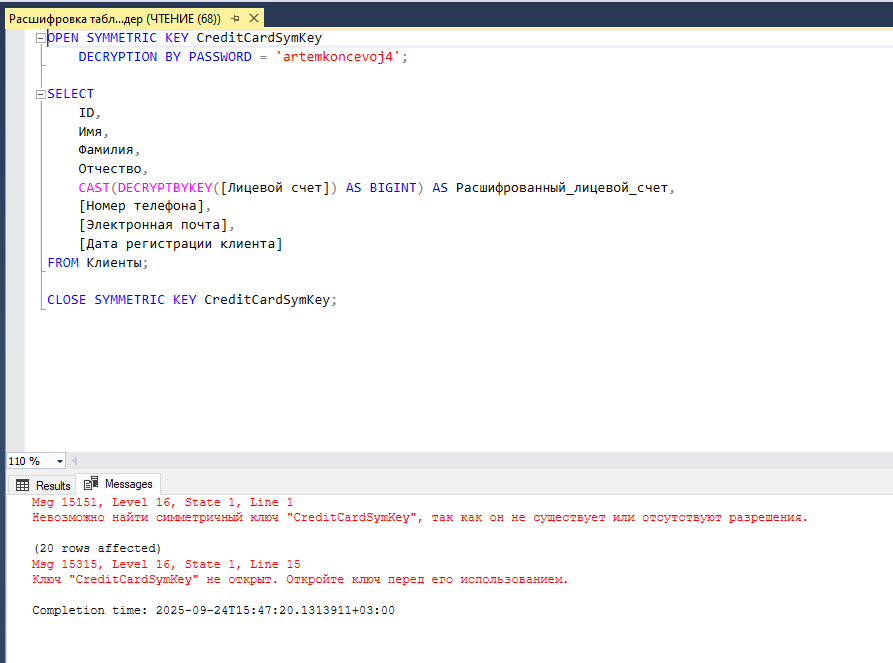 Расшифровка табл...дер (ЧТЕНИЕ (68))
OPEN SYMMETRIC KEY CreditCardSymKey
DECRYPTION BY PASSWORD = 'artemkoncevoj4';
SELECT
ID,
Имя,
Фамилия,
Отчество,
CAST(DECRYPTBYKEY([Лицевой счет]) AS BIGINT) AS Расшифрованный_лицевой_счет,
[Номер телефона],
[Электронная почта],
[Дата регистрации клиента]
FROM Клиенты;
CLOSE SYMMETRIC KEY CreditCardSymKey;
110 %
Results Messages
Msg 15151, Level 16, State 1, Line 1
Невозможно найти симметричный ключ "CreditCardSymKey", так как он не существует или отсутствуют разрешения.
(20 rows affected)
Msg 15315, Level 16, State 1, Line 15
Ключ "CreditCardSymKey" не открыт. Откройте ключ перед его использованием.
Completion time: 2025-09-24T15:47:20.1313911+03:00